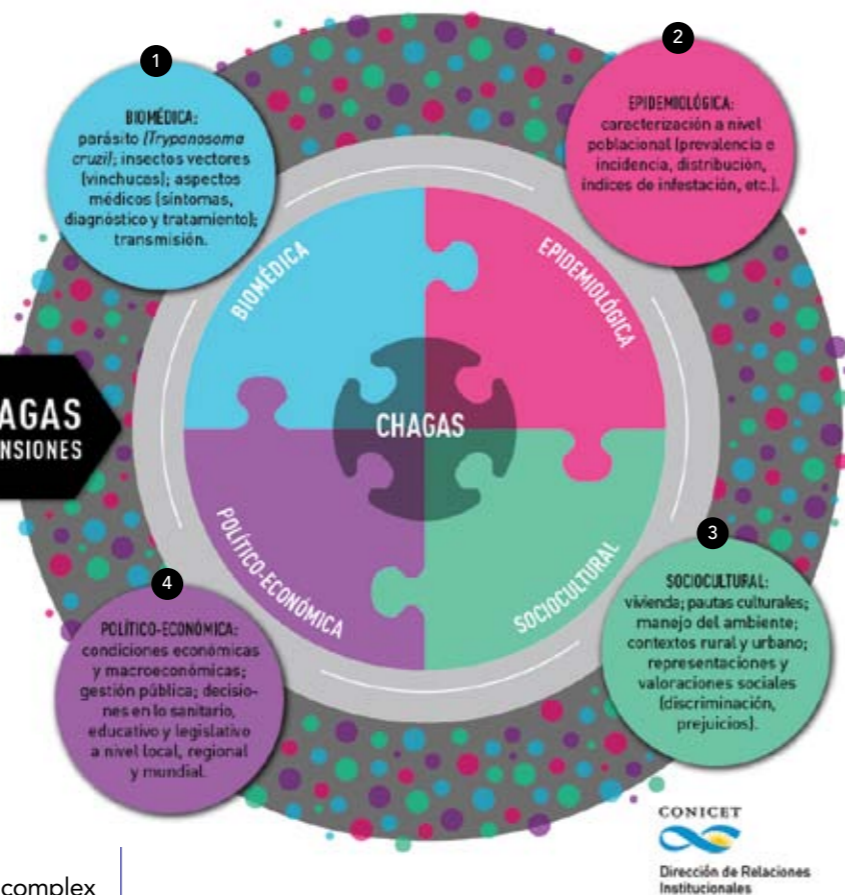 1
BIOMÉDICA:
parásito (Trypanosoma
cruzi); insectos vectores
(vinchucas); aspectos
médicos (síntomas,
diagnóstico y tratamiento);
transmisión.
2
EPIDEMIOLÓGICA:
caracterización a nivel
poblacional (prevalencia e
incidencia, distribución,
índices de infestación, etc.).
BIOMÉDICA
EPIDEMIOLÓGICA
AGAS
NSIONES
CHAGAS
POLÍTICO-ECONÓMICA
SOCIOCULTURAL
3
SOCIOCULTURAL:
vivienda; pautas culturales;
manejo del ambiente;
contextos rural y urbano;
representaciones y
valoraciones sociales
(discriminación,
prejuicios).
4
POLÍTICO-ECONÓMICA:
condiciones económicas
y macroeconómicas;
gestión pública; decisio-
nes en lo sanitario,
educativo y legislativo
a nivel local, regional
y mundial.
CONICET
Dirección de Relaciones
Institucionales
complex